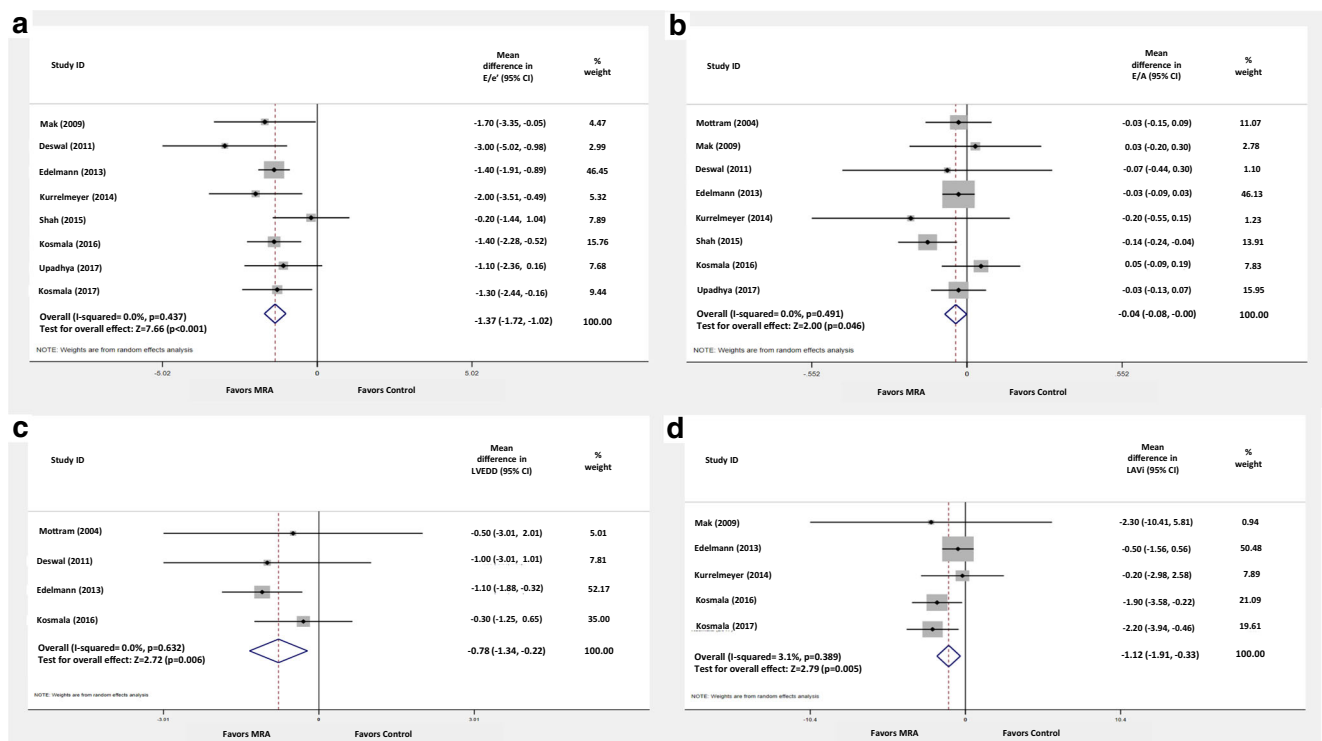 a
Study ID
Mean
difference in
E/e' (95% CI)
%
weight
Mak (2009) -1.70 (-3.35, -0.05) 4.47
Deswal (2011) -3.00 (-5.02, -0.98) 2.99
Edelmann (2013) -1.40 (-1.91, -0.89) 46.45
Kurrelmeyer (2014) -2.00 (-3.51, -0.49) 5.32
Shah (2015) -0.20 (-1.44, 1.04) 7.89
Kosmala (2016) -1.40 (-2.28, -0.52) 15.76
Upadhya (2017) -1.10 (-2.36, 0.16) 7.68
Kosmala (2017) -1.30 (-2.44, -0.16) 9.44
Overall (I-squared= 0.0%, p=0.437) -1.37 (-1.72, -1.02) 100.00
Test for overall effect: Z=7.66 (p<0.001)
NOTE: Weights are from random effects analysis
-5.02 0 5.02
Favors MRA Favors Control
b
Study ID
Mean
difference in
E/A (95% CI)
%
weight
Mottram (2004) -0.03 (-0.15, 0.09) 11.07
Mak (2009) 0.03 (-0.20, 0.30) 2.78
Deswal (2011) -0.07 (-0.44, 0.30) 1.10
Edelmann (2013) -0.03 (-0.09, 0.03) 46.13
Kurrelmeyer (2014) -0.20 (-0.55, 0.15) 1.23
Shah (2015) -0.14 (-0.24, -0.04) 13.91
Kosmala (2016) 0.05 (-0.09, 0.19) 7.83
Upadhya (2017) -0.03 (-0.13, 0.07) 15.95
Overall (I-squared= 0.0%, p=0.491) -0.04 (-0.08, -0.00) 100.00
Test for overall effect: Z=2.00 (p=0.046)
NOTE: Weights are from random effects analysis
-.552 0 .552
Favors MRA Favors Control
c
Study ID
Mean
difference in
LVEDD (95% CI)
%
weight
Mottram (2004) -0.50 (-3.01, 2.01) 5.01
Deswal (2011) -1.00 (-3.01, 1.01) 7.81
Edelmann (2013) -1.10 (-1.88, -0.32) 52.17
Kosmala (2016) -0.30 (-1.25, 0.65) 35.00
Overall (I-squared= 0.0%, p=0.632) -0.78 (-1.34, -0.22) 100.00
Test for overall effect: Z=2.72 (p=0.006)
NOTE: Weights are from random effects analysis
-3.01 0 3.01
Favors MRA Favors Control
d
Study ID
Mean
difference in
LAVi (95% CI)
%
weight
Mak (2009) -2.30 (-10.41, 5.81) 0.94
Edelmann (2013) -0.50 (-1.56, 0.56) 50.48
Kurrelmeyer (2014) -0.20 (-2.98, 2.58) 7.89
Kosmala (2016) -1.90 (-3.58, -0.22) 21.09
Kosmala (2017) -2.20 (-3.94, -0.46) 19.61
Overall (I-squared= 3.1%, p=0.389) -1.12 (-1.91, -0.33) 100.00
Test for overall effect: Z=2.79 (p=0.005)
NOTE: Weights are from random effects analysis
-10.4 0 10.4
Favors MRA Favors Control